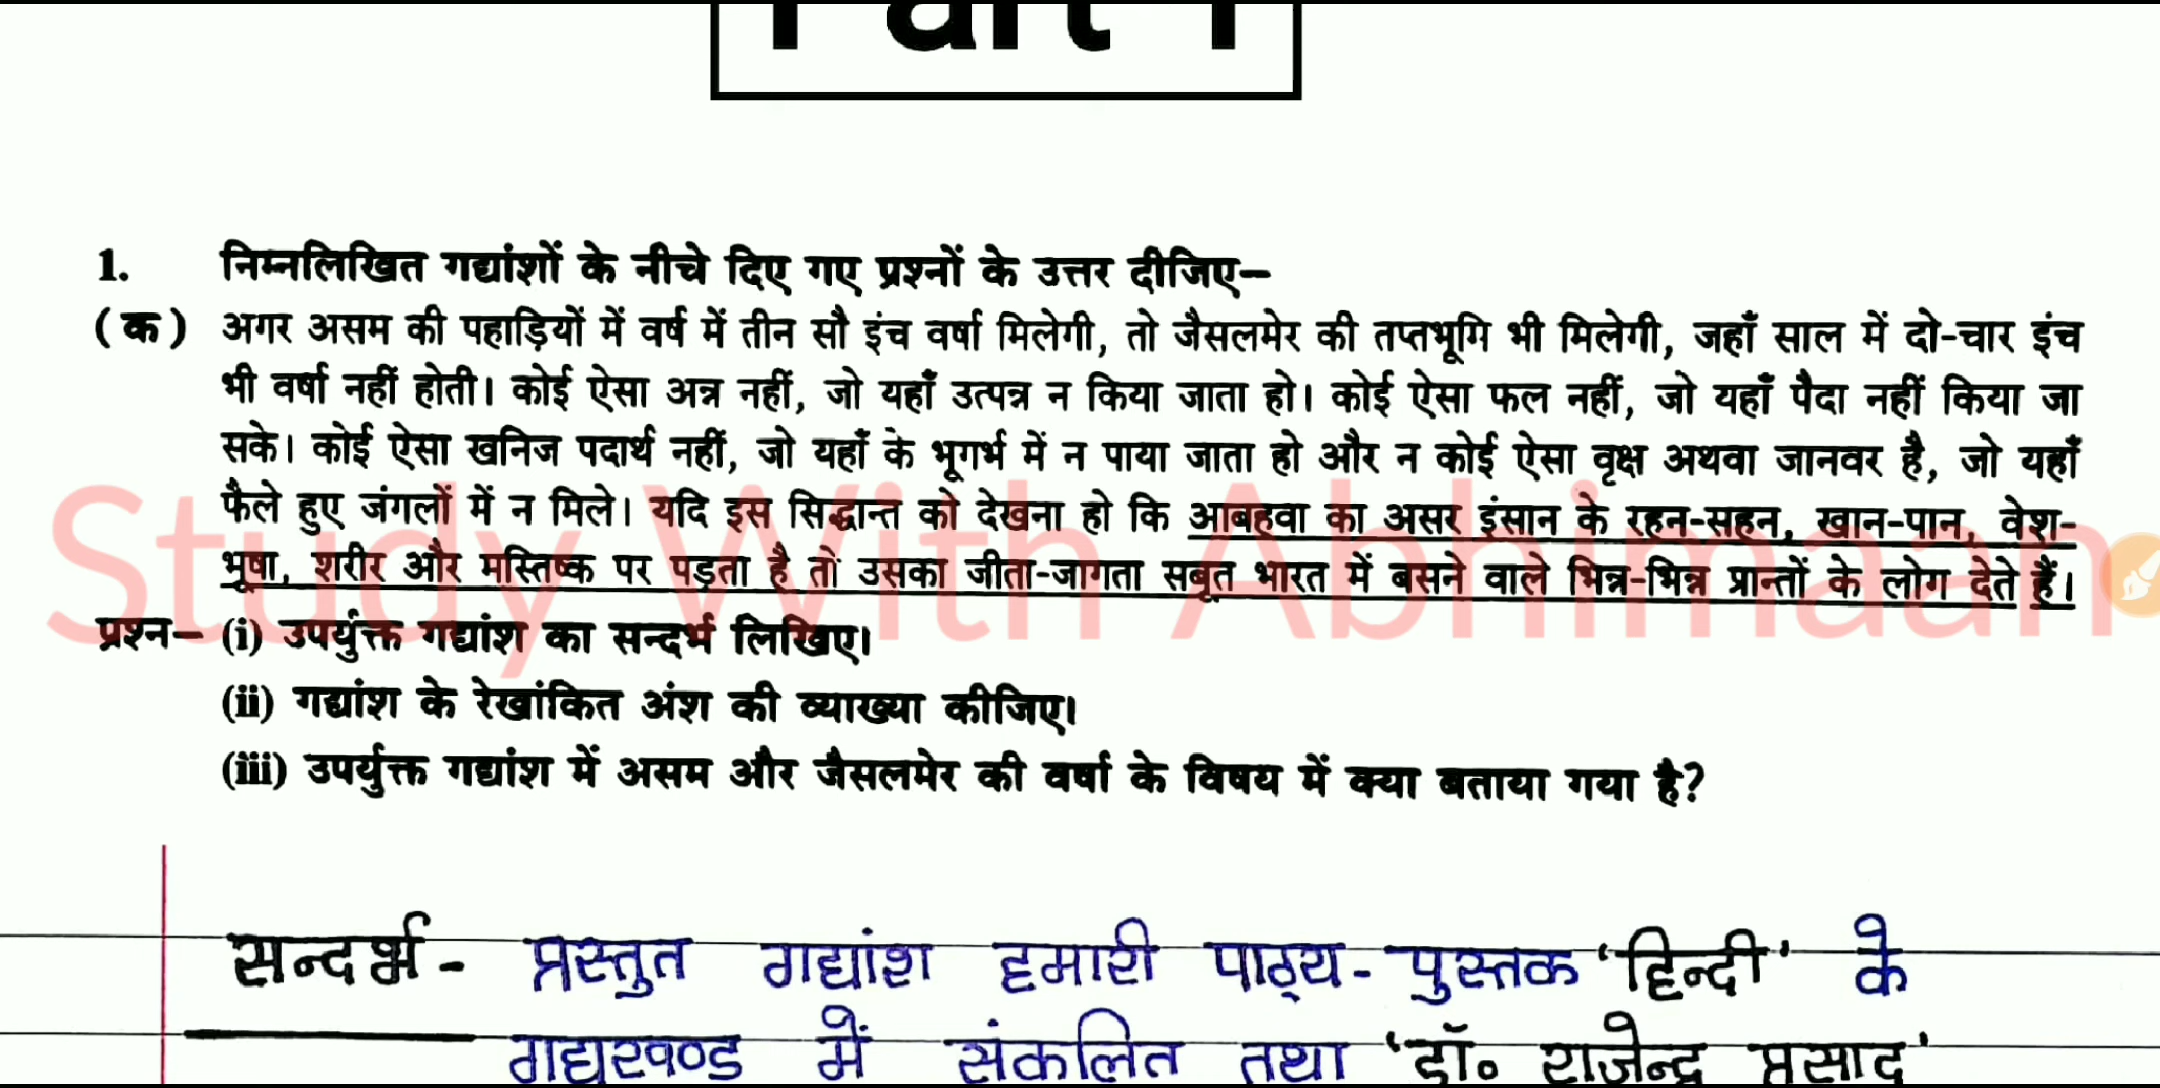 Part 1
1. निम्नलिखित गद्यांशों के नीचे दिए गए प्रश्नों के उत्तर दीजिए–
(क) अगर असम की पहाड़ियों में वर्ष में तीन सौ इंच वर्षा मिलेगी, तो जैसलमेर की तप्तभूमि भी मिलेगी, जहाँ साल में दो-चार इंच
भी वर्षा नहीं होती। कोई ऐसा अन्न नहीं, जो यहाँ उत्पन्न न किया जाता हो। कोई ऐसा फल नहीं, जो यहाँ पैदा नहीं किया जा
सके। कोई ऐसा खनिज पदार्थ नहीं, जो यहाँ के भूगर्भ में न पाया जाता हो और न कोई ऐसा वृक्ष अथवा जानवर है, जो यहाँ
फैले हुए जंगलों में न मिले। यदि इस सिद्धान्त को देखना हो कि आबहवा का असर इंसान के रहन-सहन, खान-पान, वेश-
भूषा, शरीर और मस्तिष्क पर पड़ता है तो उसका जीता-जागता सबूत भारत में बसने वाले भिन्न-भिन्न प्रान्तों के लोग देते हैं।
Study With Abhimaan
प्रश्न– (i) उपर्युक्त गद्यांश का सन्दर्भ लिखिए।
(ii) गद्यांश के रेखांकित अंश की व्याख्या कीजिए।
(iii) उपर्युक्त गद्यांश में असम और जैसलमेर की वर्षा के विषय में क्या बताया गया है?
सन्दर्भ - प्रस्तुत गद्यांश हमारी पाठ्य-पुस्तक 'हिन्दी' के
गद्यखण्ड में संकलित तथा 'डॉ० राजेन्द्र प्रसाद'